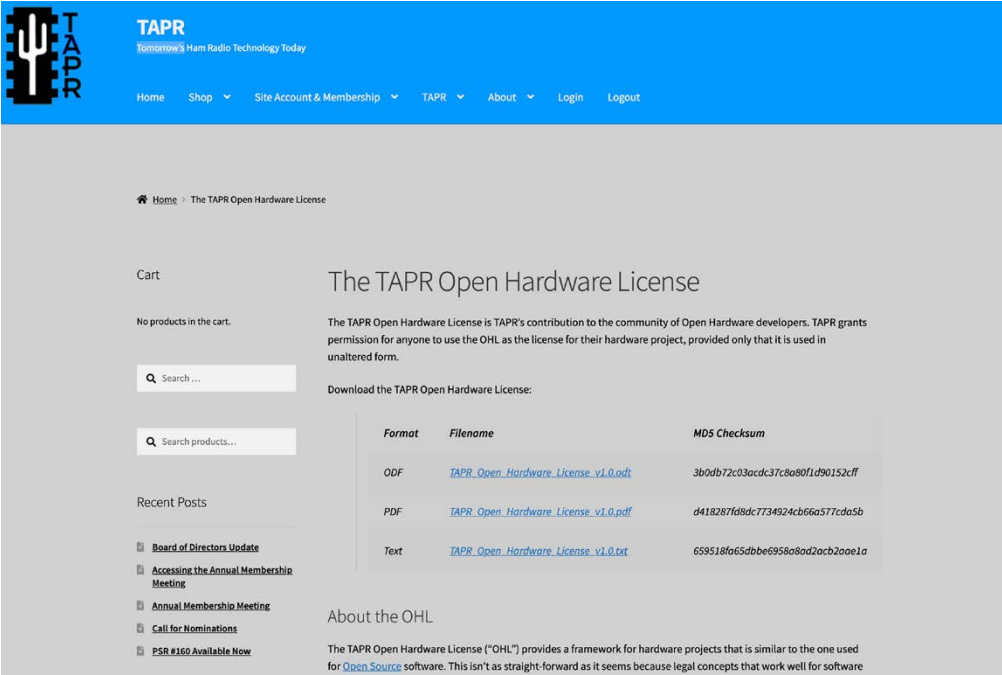 TAPR
TAPR
Tomorrow's Ham Radio Technology Today
Home Shop Site Account & Membership TAPR About Login Logout
Home > The TAPR Open Hardware License
Cart
No products in the cart.
Search ...
Search products...
Recent Posts
Board of Directors Update
Accessing the Annual Membership
Meeting
Annual Membership Meeting
Call for Nominations
PSR #160 Available Now
The TAPR Open Hardware License
The TAPR Open Hardware License is TAPR's contribution to the community of Open Hardware developers. TAPR grants
permission for anyone to use the OHL as the license for their hardware project, provided only that it is used in
unaltered form.
Download the TAPR Open Hardware License:
Format Filename MD5 Checksum
ODF TAPR_Open_Hardware_License_v1.0.odt 3b0db72c03acdc37c8a80f1d90152cff
PDF TAPR_Open_Hardware_License_v1.0.pdf d418287fd8dc7734924cb66a577cda5b
Text TAPR_Open_Hardware_License_v1.0.txt 659518fa65dbbe6958a8ad2acb2aae1a
About the OHL
The TAPR Open Hardware License ("OHL") provides a framework for hardware projects that is similar to the one used
for Open Source software. This isn't as straight-forward as it seems because legal concepts that work well for software